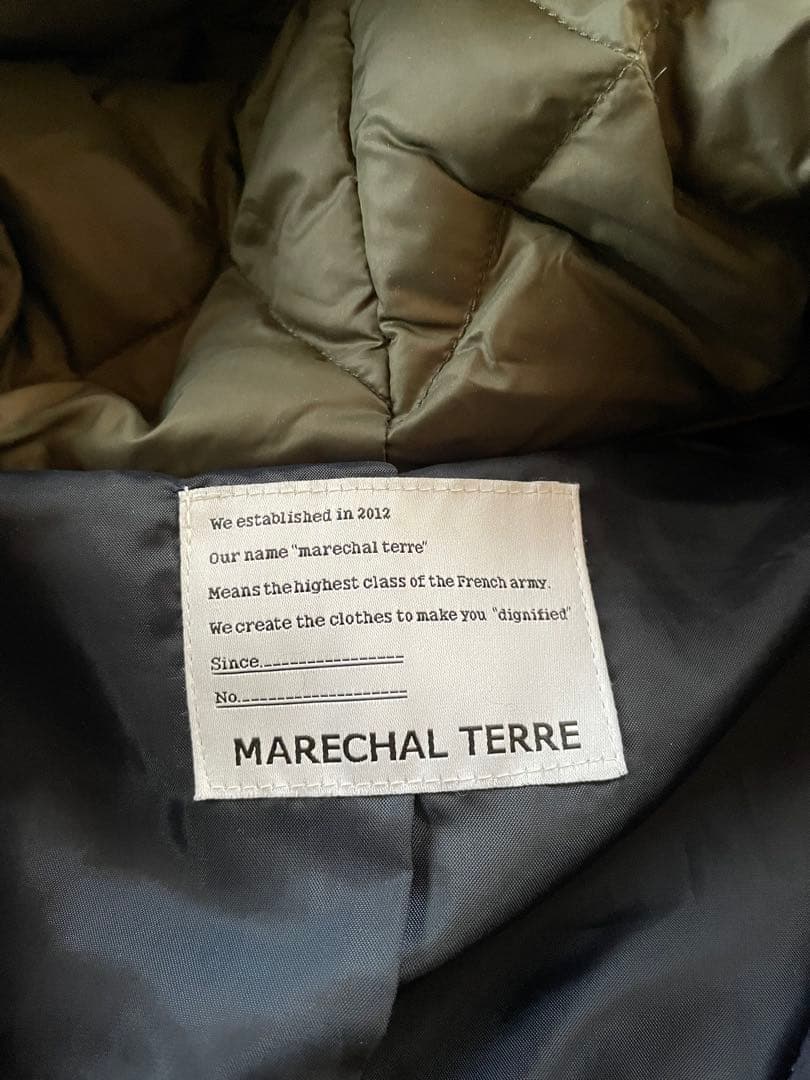 We established in 2012
Our name "marechal terre"
Means the highest class of the French army.
We create the clothes to make you "dignified"
Since.
No.
MARECHAL TERRE